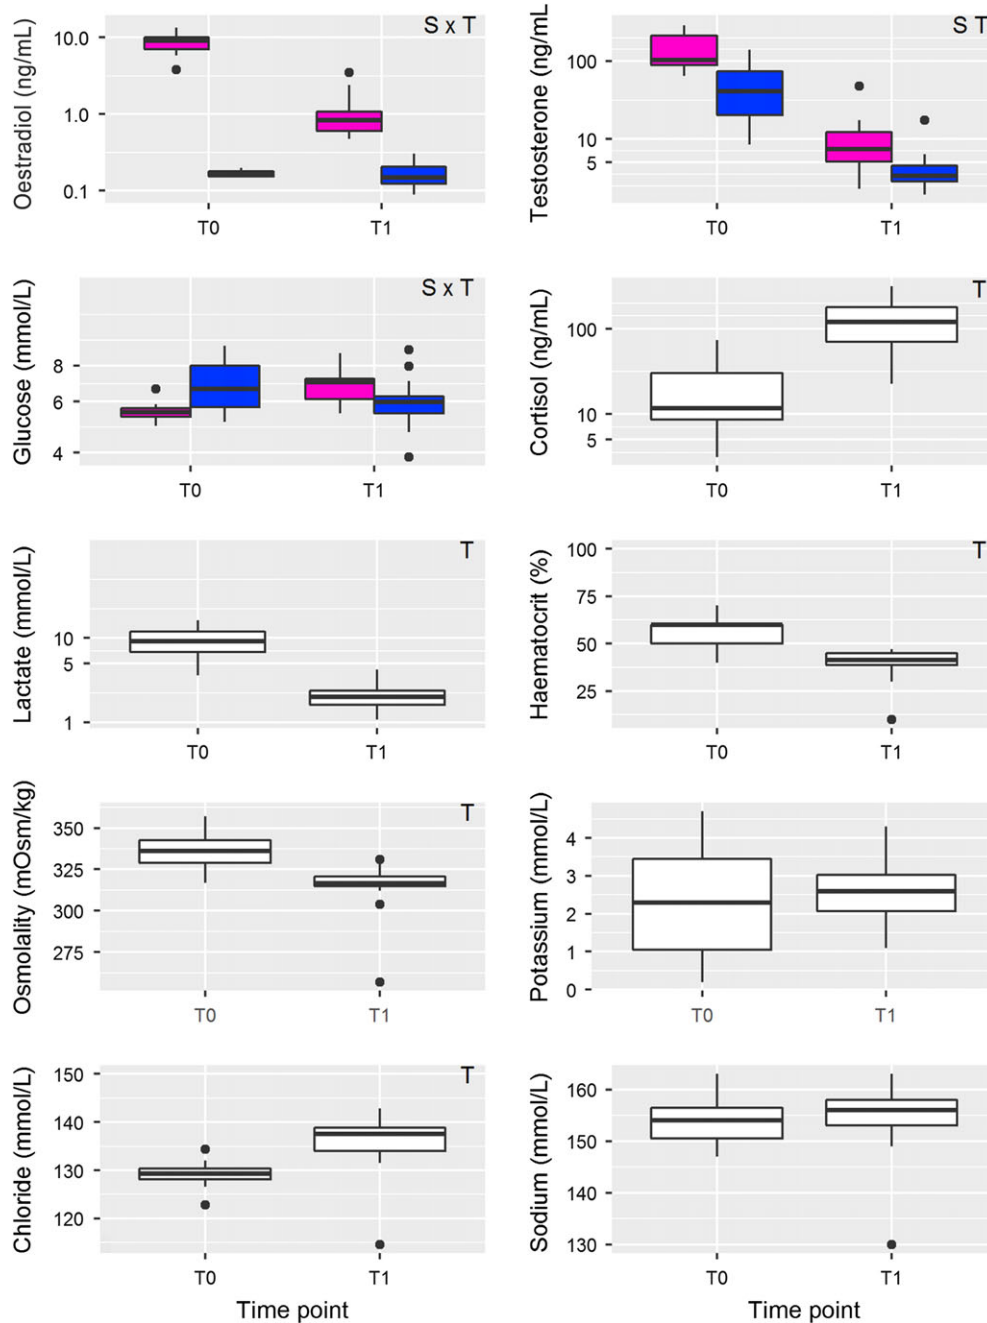 Oestradiol (ng/mL)
10.0
1.0
0.1
S x T
T0
T1
Testosterone (ng/mL
100
10
5
S T
T0
T1
Glucose (mmol/L)
8
6
4
S x T
T0
T1
Cortisol (ng/mL)
100
10
5
T
T0
T1
Lactate (mmol/L)
10
5
1
T
T0
T1
Haematocrit (%)
100
75
50
25
T
T0
T1
Osmolality (mOsm/kg)
350
325
300
275
T
T0
T1
Potassium (mmol/L)
4
3
2
1
0
T0
T1
Chloride (mmol/L)
150
140
130
120
T
T0
T1
Time point
Sodium (mmol/L)
160
150
140
130
T0
T1
Time point